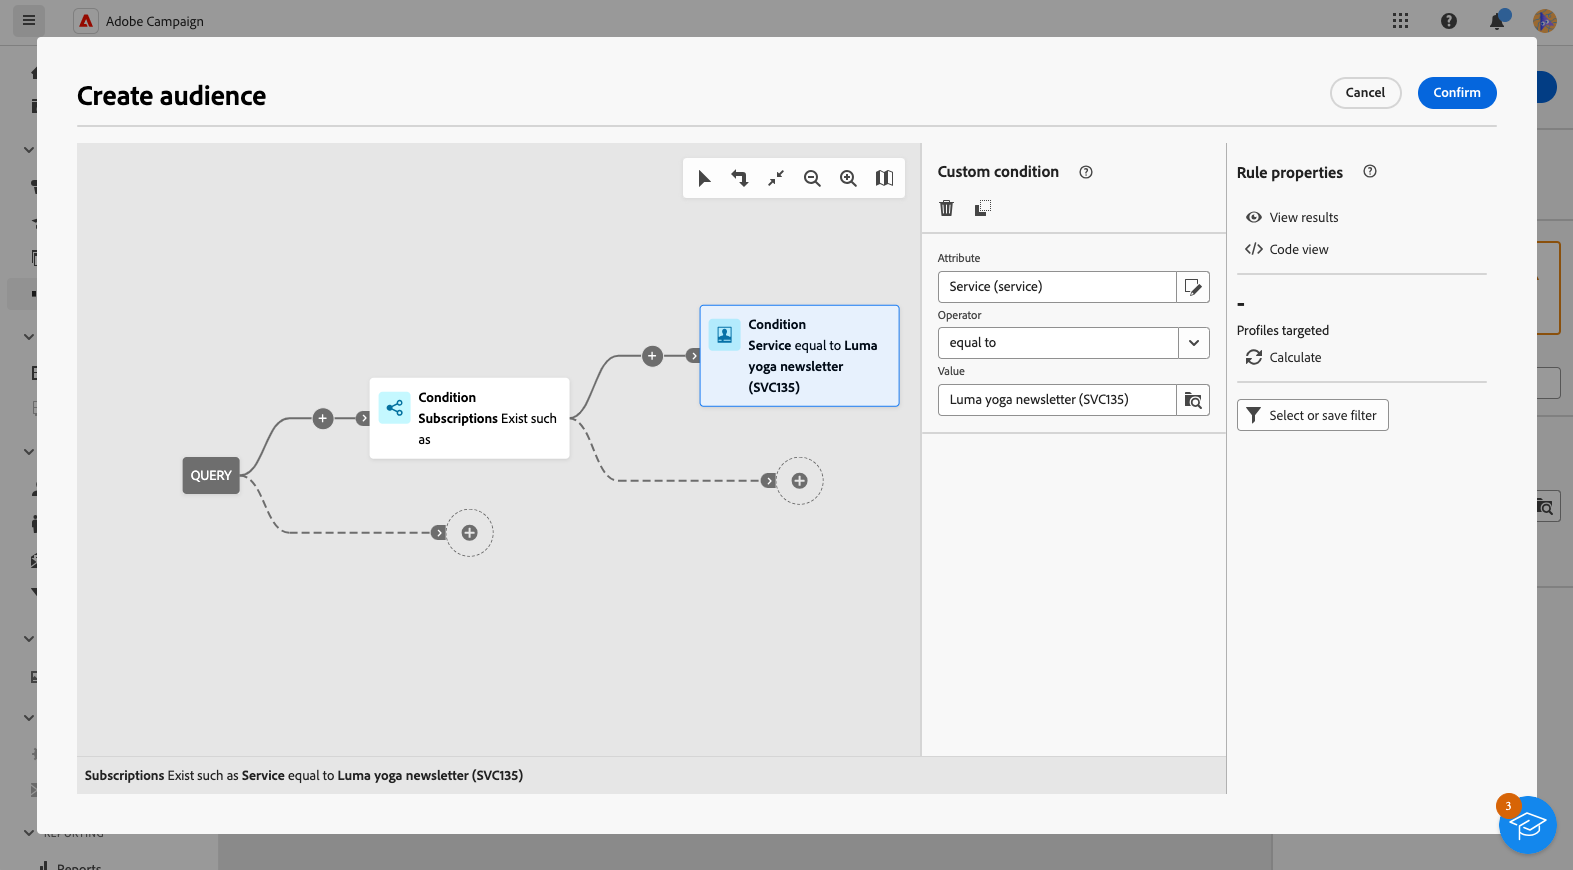 Adobe Campaign
Create audience
Cancel
Confirm
Custom condition
Attribute
Service (service)
Operator
equal to
Value
Luma yoga newsletter (SVC135)
Rule properties
View results
Code view
-
Profiles targeted
Calculate
Select or save filter
QUERY
Condition
Subscriptions Exist such
as
Condition
Service equal to Luma
yoga newsletter
(SVC135)
Subscriptions Exist such as Service equal to Luma yoga newsletter (SVC135)
3
REPORTING
Reports